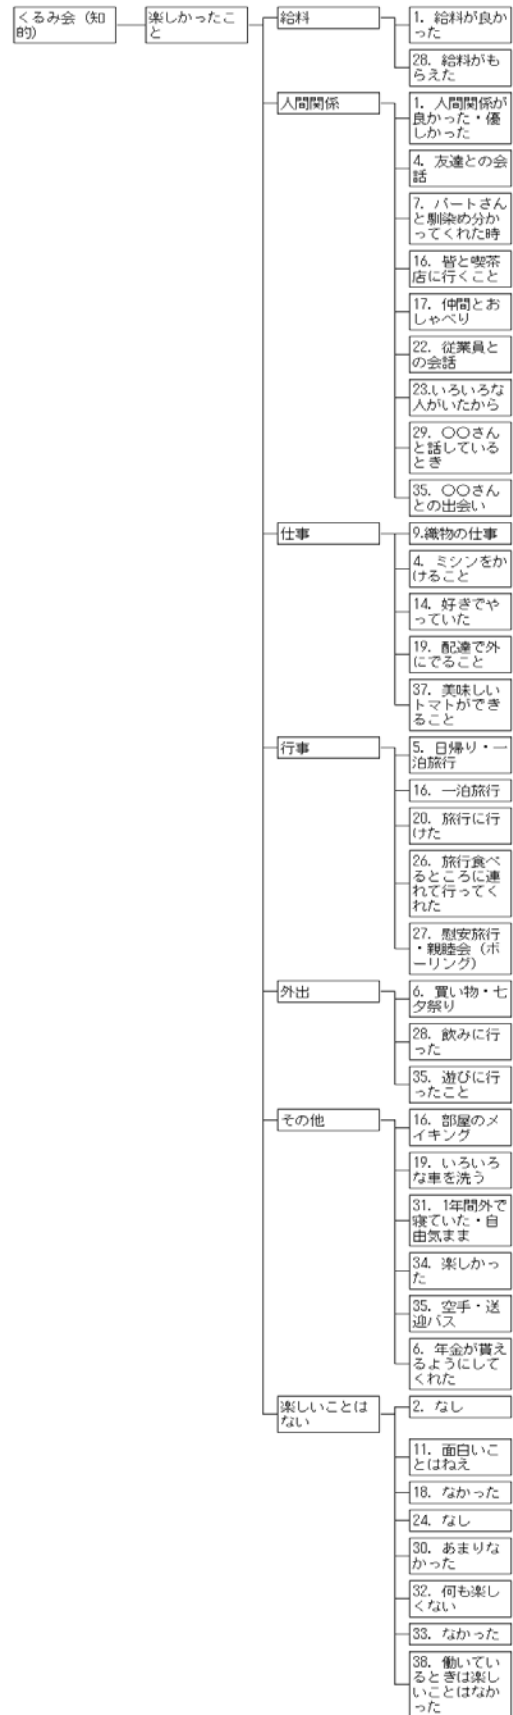 くるみ会（知
的）
楽しかったこ
と
給料
1．給料が良か
った
28．給料がも
らえた
人間関係
1．人間関係が
良かった・優
しかった
4．友達との会
話
7．パートさん
と馴染め分か
ってくれた時
16．皆と喫茶
店に行くこと
17．仲間とお
しゃべり
22．従業員と
の会話
23.いろいろな
人がいたから
29．〇〇さん
と話している
とき
35．〇〇さん
との出会い
仕事
9.織物の仕事
4．ミシンをか
けること
14．好きでや
っていた
19．配達で外
にでること
37．美味しい
トマトができ
ること
行事
5．日帰り・一
泊旅行
16．一泊旅行
20．旅行に行
けた
26．旅行食べ
るところに連
れて行ってく
れた
27．慰安旅行
・親睦会（ボ
ーリング）
外出
6．買い物・七
夕祭り
28．飲みに行
った
35．遊びに行
ったこと
その他
16．部屋のメ
イキング
19．いろいろ
な車を洗う
31．1年間外で
寝ていた・自
由気まま
34．楽しかっ
た
35．空手・送
迎バス
6．年金が貰え
るようにして
くれた
楽しいことは
ない
2．なし
11．面白いこ
とはねえ
18．なかった
24．なし
30．あまりな
かった
32．何も楽し
くない
33．なかった
38．働いてい
るときは楽し
いことはなか
った